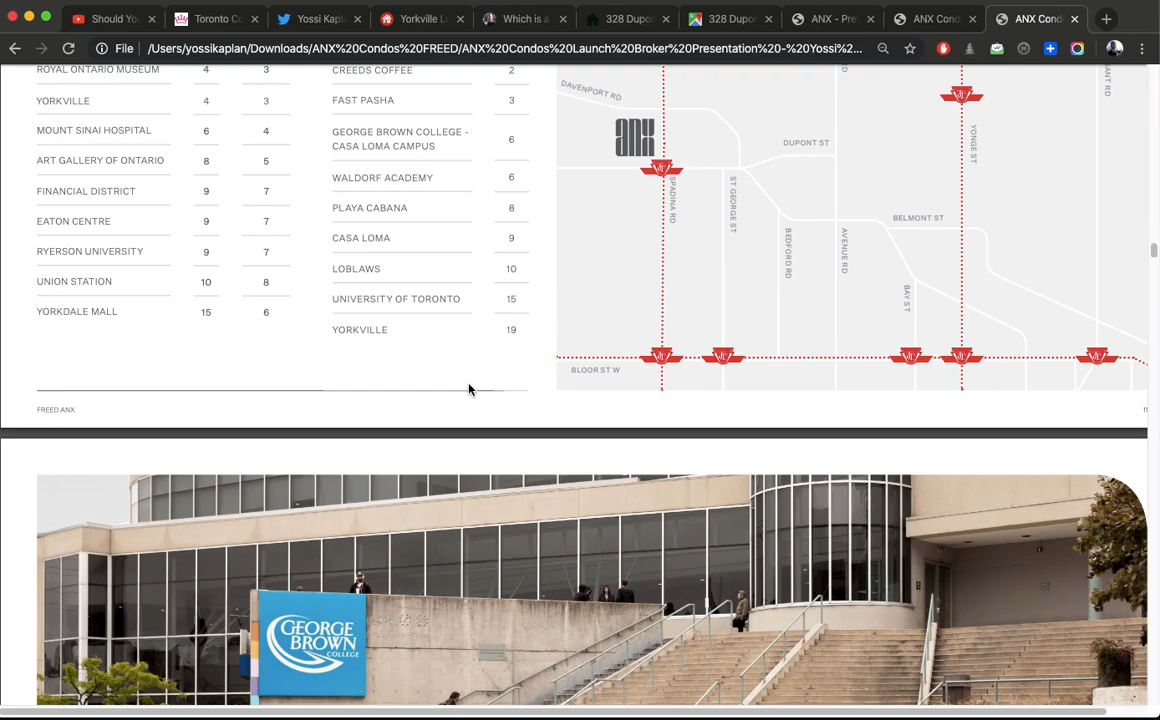 Should Yo
Toronto Co
Yossi Kapl
Yorkville L
Which is a
328 Dupor
328 Dupor
ANX - Pre
ANX Cond
ANX Cond
File
/Users/yossikaplan/Downloads/ANX%20Condos%20FREED/ANX%20Condos%20Launch%20Broker%20Presentation%20-%20Yossi%2...
ROYAL ONTARIO MUSEUM 4 3
YORKVILLE 4 3
MOUNT SINAI HOSPITAL 6 4
ART GALLERY OF ONTARIO 8 5
FINANCIAL DISTRICT 9 7
EATON CENTRE 9 7
RYERSON UNIVERSITY 9 7
UNION STATION 10 8
YORKDALE MALL 15 6
CREEDS COFFEE 2
FAST PASHA 3
GEORGE BROWN COLLEGE -
CASA LOMA CAMPUS 6
WALDORF ACADEMY 6
PLAYA CABANA 8
CASA LOMA 9
LOBLAWS 10
UNIVERSITY OF TORONTO 15
YORKVILLE 19
DAVENPORT RD
anx
DUPONT ST
SPADINA RD
ST GEORGE ST
BEDFORD RD
AVENUE RD
BELMONT ST
BAY ST
YONGE ST
BLOOR ST W
FREED ANX
GEORGE
BROWN
COLLEGE